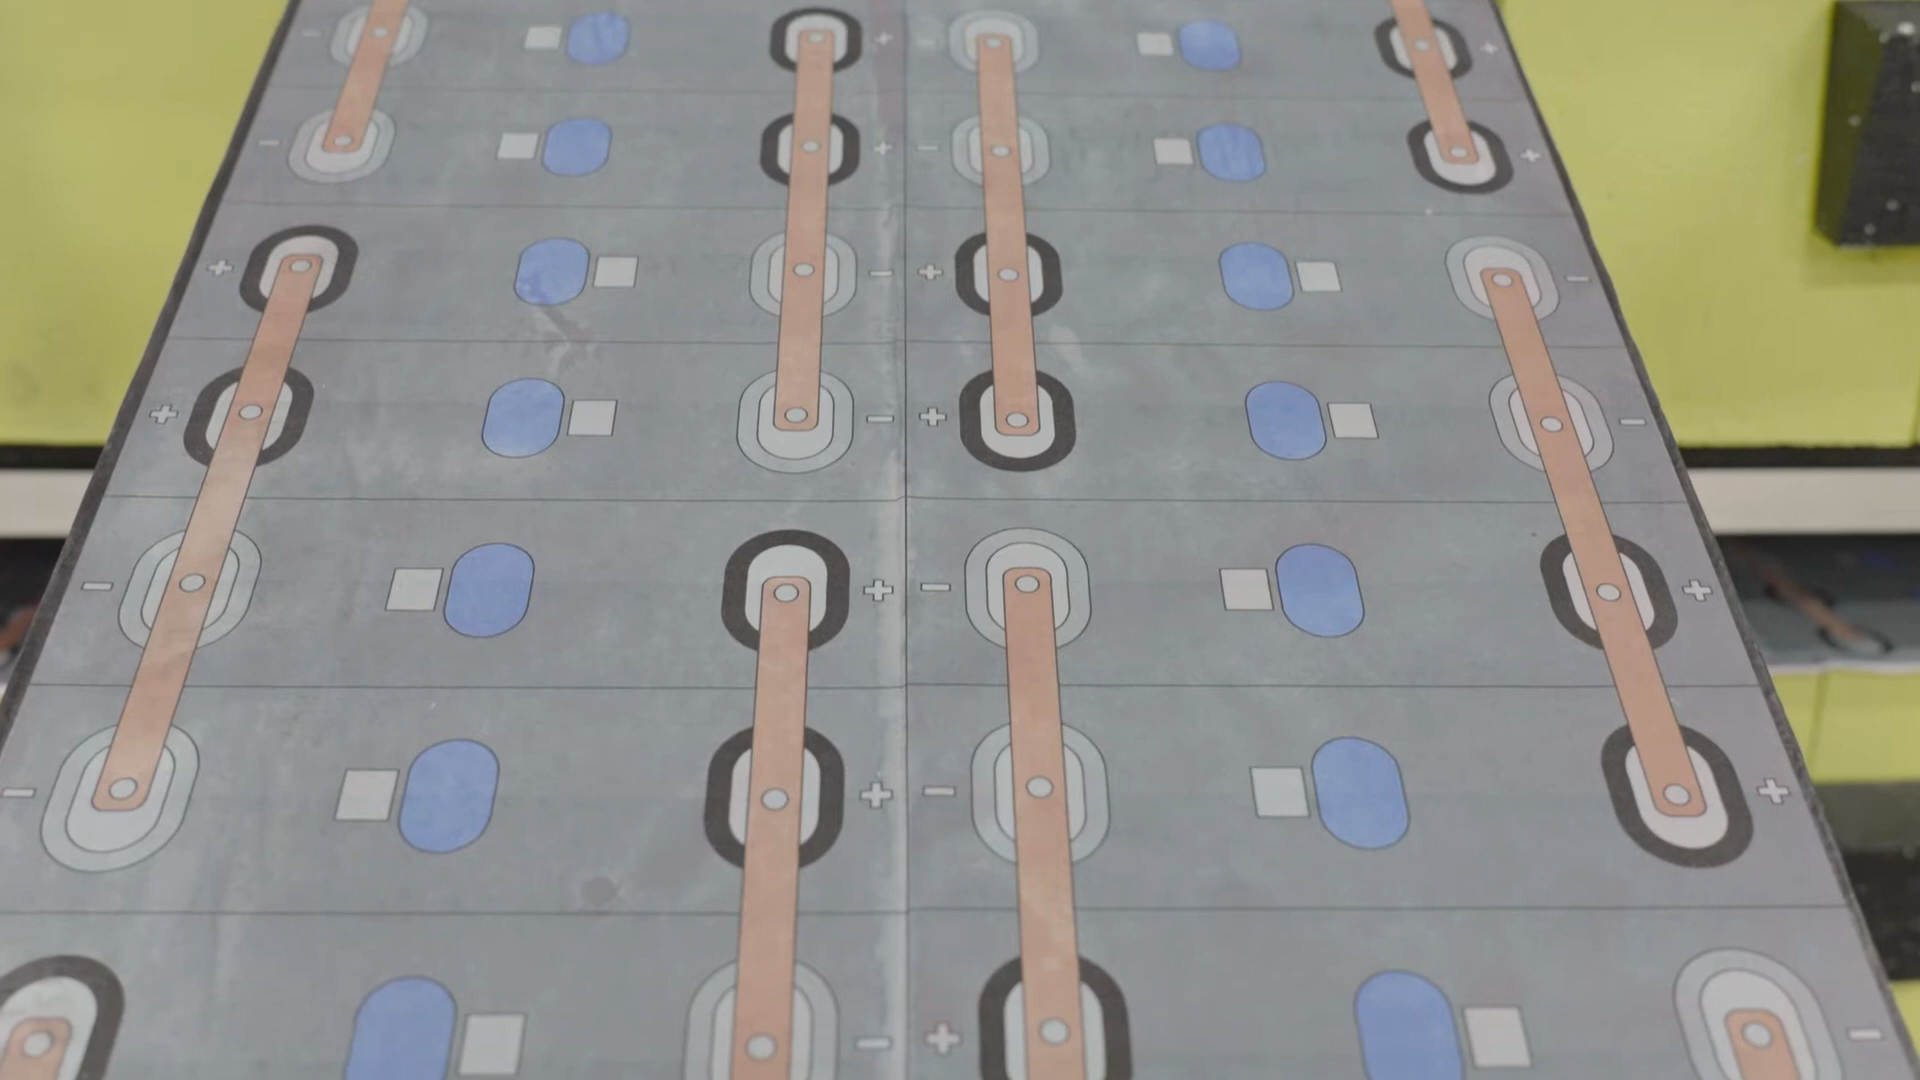 - + - +
- + - +
+ - + -
+ - + -
- + - +
- + - +
- + -